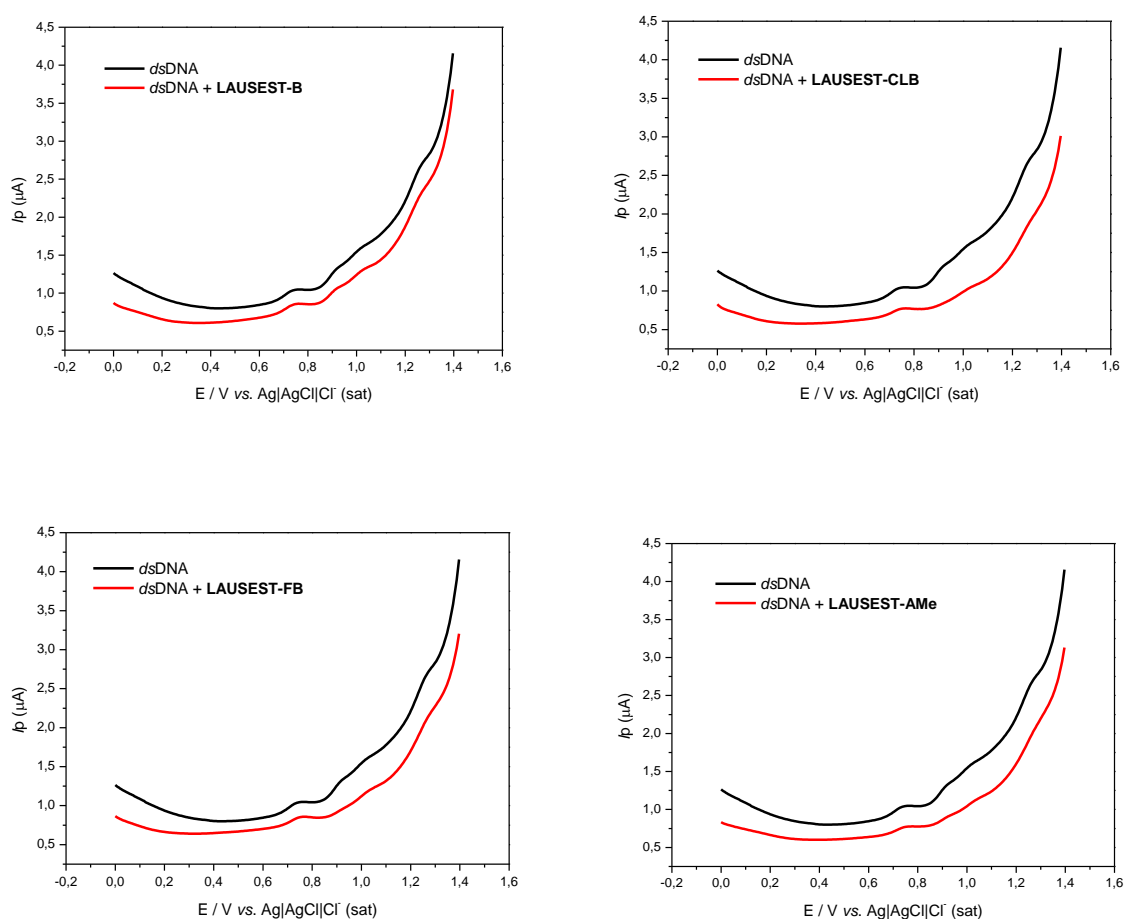 4,5
4,0
3,5
3,0
2,5
2,0
1,5
1,0
0,5
Ip (μA)
dsDNA
dsDNA + LAUSEST-B
-0,2 0,0 0,2 0,4 0,6 0,8 1,0 1,2 1,4 1,6
E / V vs. Ag|AgCl|Cl⁻ (sat)
4,5
4,0
3,5
3,0
2,5
2,0
1,5
1,0
0,5
Ip (μA)
dsDNA
dsDNA + LAUSEST-CLB
-0,2 0,0 0,2 0,4 0,6 0,8 1,0 1,2 1,4 1,6
E / V vs. Ag|AgCl|Cl⁻ (sat)
4,5
4,0
3,5
3,0
2,5
2,0
1,5
1,0
0,5
Ip (μA)
dsDNA
dsDNA + LAUSEST-FB
-0,2 0,0 0,2 0,4 0,6 0,8 1,0 1,2 1,4 1,6
E / V vs. Ag|AgCl|Cl⁻ (sat)
4,5
4,0
3,5
3,0
2,5
2,0
1,5
1,0
0,5
Ip (μA)
dsDNA
dsDNA + LAUSEST-AMe
-0,2 0,0 0,2 0,4 0,6 0,8 1,0 1,2 1,4 1,6
E / V vs. Ag|AgCl|Cl⁻ (sat)